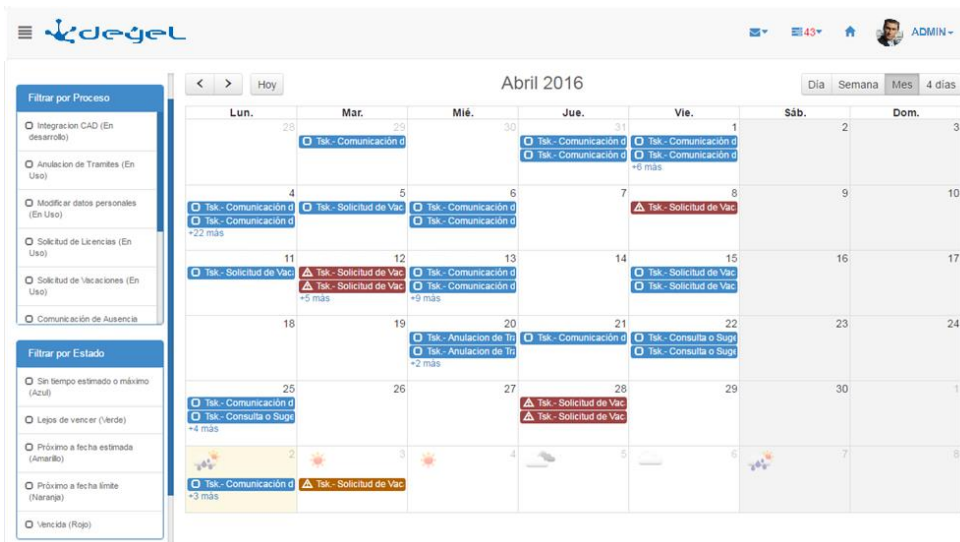 deyel
43
ADMIN
Filtrar por Proceso
Integracion CAD (En
desarrollo)
Anulacion de Tramites (En
Uso)
Modificar datos personales
(En Uso)
Solicitud de Licencias (En
Uso)
Solicitud de Vacaciones (En
Uso)
Comunicación de Ausencia
Filtrar por Estado
Sin tiempo estimado o máximo
(Azul)
Lejos de vencer (Verde)
Próximo a fecha estimada
(Amarillo)
Próximo a fecha límite
(Naranja)
Vencida (Rojo)
< > Hoy
Abril 2016
Día Semana Mes 4 días
Lun. Mar. Mié. Jue. Vie. Sáb. Dom.
28 29 30 31 1 2 3
Tsk.- Comunicación d Tsk.- Comunicación d Tsk.- Comunicación d
Tsk.- Comunicación d Tsk.- Comunicación d
+6 más
4 5 6 7 8 9 10
Tsk.- Comunicación d Tsk.- Solicitud de Vac Tsk.- Comunicación d Tsk.- Solicitud de Vac
Tsk.- Comunicación d Tsk.- Comunicación d
+22 más
11 12 13 14 15 16 17
Tsk.- Solicitud de Vac Tsk.- Solicitud de Vac Tsk.- Comunicación d Tsk.- Solicitud de Vac
Tsk.- Solicitud de Vac Tsk.- Comunicación d Tsk.- Solicitud de Vac
+5 más +9 más
18 19 20 21 22 23 24
Tsk.- Anulacion de Tr Tsk.- Comunicación d Tsk.- Consulta o Suge
Tsk.- Anulacion de Tr Tsk.- Consulta o Suge
+2 más
25 26 27 28 29 30 1
Tsk.- Comunicación d Tsk.- Solicitud de Vac
Tsk.- Consulta o Suge Tsk.- Solicitud de Vac
+4 más
2 3 4 5 6 7 8
Tsk.- Comunicación d Tsk.- Solicitud de Vac
+3 más